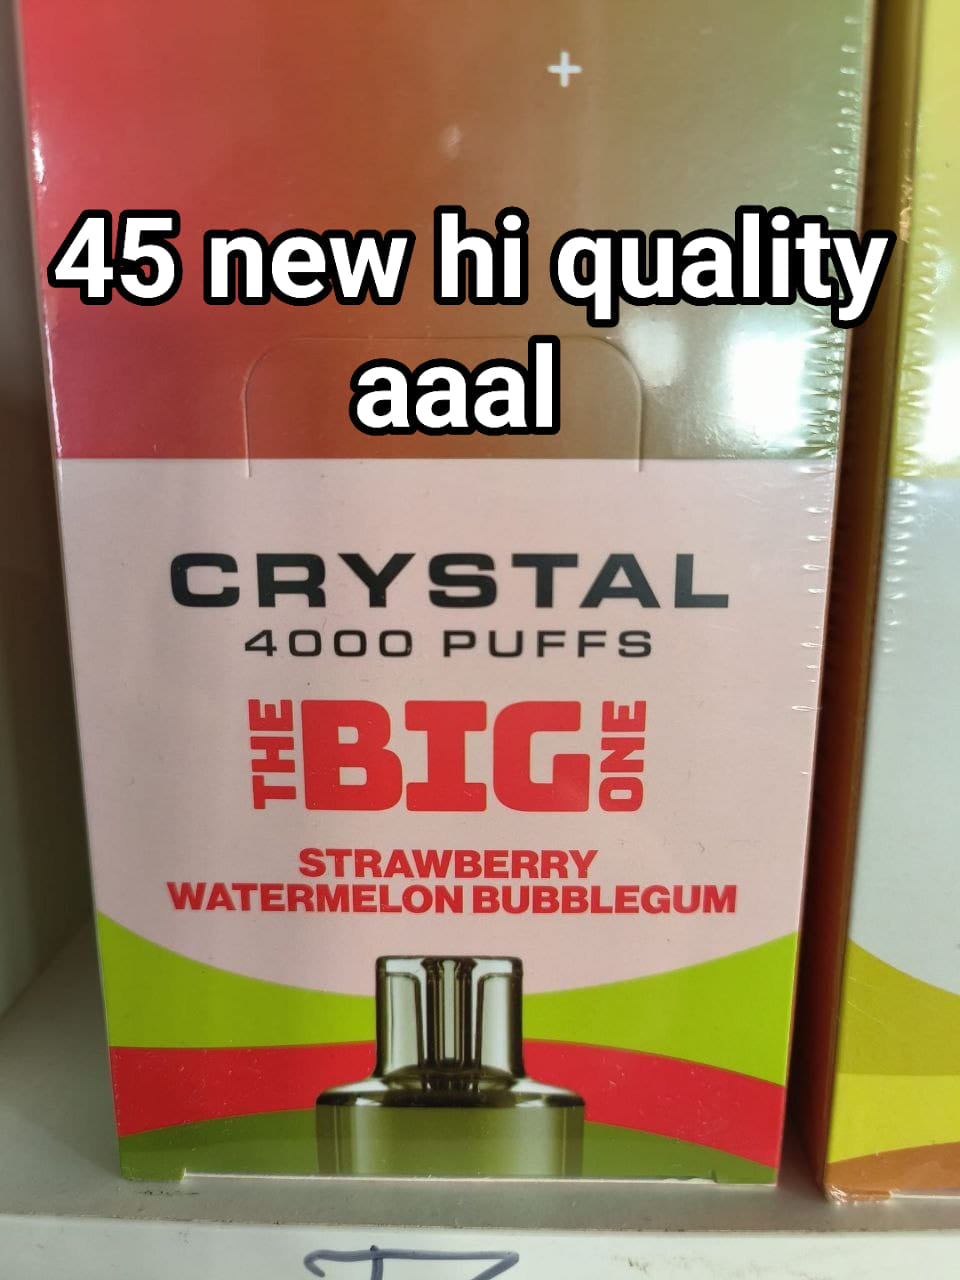 45 new hi quality
aaal
CRYSTAL
4000 PUFFS
THE BIG ONE
STRAWBERRY
WATERMELON BUBBLEGUM